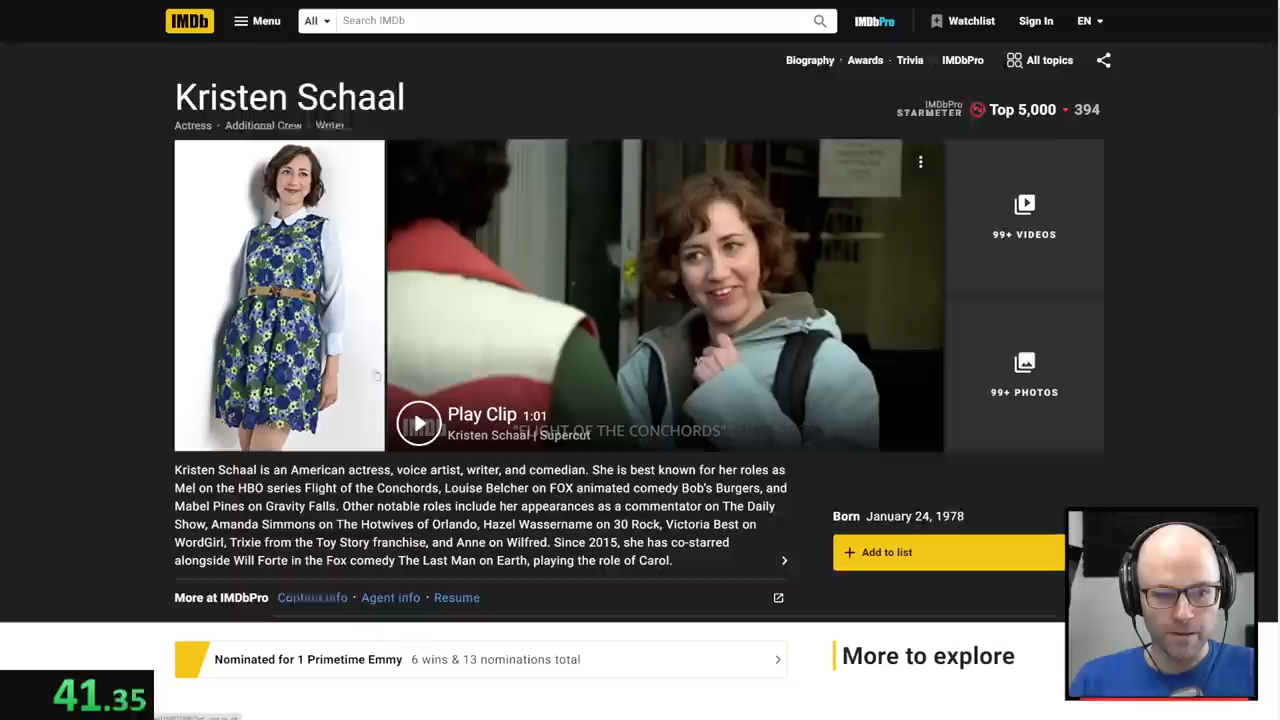 IMDb
Menu
All
Search IMDb
IMDbPro
Watchlist
Sign In
EN
Biography · Awards · Trivia
IMDbPro
All topics
Kristen Schaal
Actress · Additional Crew · Writer
IMDbPro
STARMETER
Top 5,000
394
99+ VIDEOS
99+ PHOTOS
Play Clip 1:01
Kristen Schaal | Supercut
IMDb
"FLIGHT OF THE CONCHORDS"
Kristen Schaal is an American actress, voice artist, writer, and comedian. She is best known for her roles as
Mel on the HBO series Flight of the Conchords, Louise Belcher on FOX animated comedy Bob's Burgers, and
Mabel Pines on Gravity Falls. Other notable roles include her appearances as a commentator on The Daily
Show, Amanda Simmons on The Hotwives of Orlando, Hazel Wassername on 30 Rock, Victoria Best on
WordGirl, Trixie from the Toy Story franchise, and Anne on Wilfred. Since 2015, she has co-starred
alongside Will Forte in the Fox comedy The Last Man on Earth, playing the role of Carol.
Born January 24, 1978
+ Add to list
More at IMDbPro
info · Agent info · Resume
Nominated for 1 Primetime Emmy 6 wins & 13 nominations total
More to explore
41.35